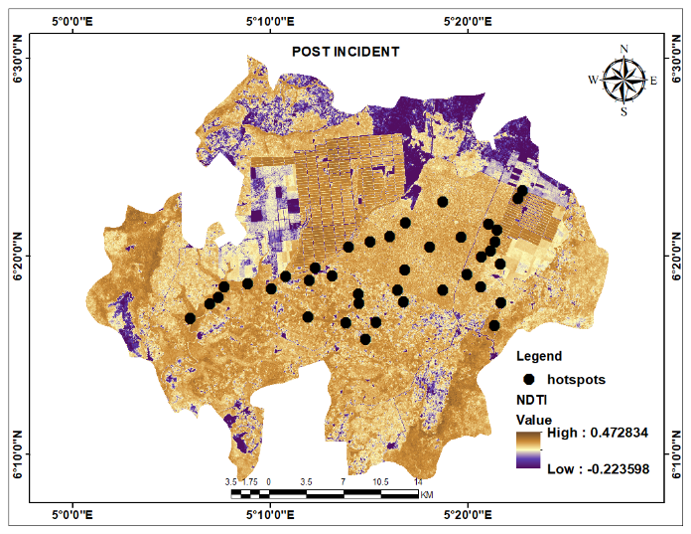 5°0'0"E 5°10'0"E 5°20'0"E
POST INCIDENT
N
W E
S
6°30'0"N 6°30'0"N
6°20'0"N 6°20'0"N
Legend
hotspots
NDTI
Value
High : 0.472834
Low : -0.223598
6°10'0"N 6°10'0"N
3.5 1.75 0 3.5 7 10.5 14
KM
5°0'0"E 5°10'0"E 5°20'0"E